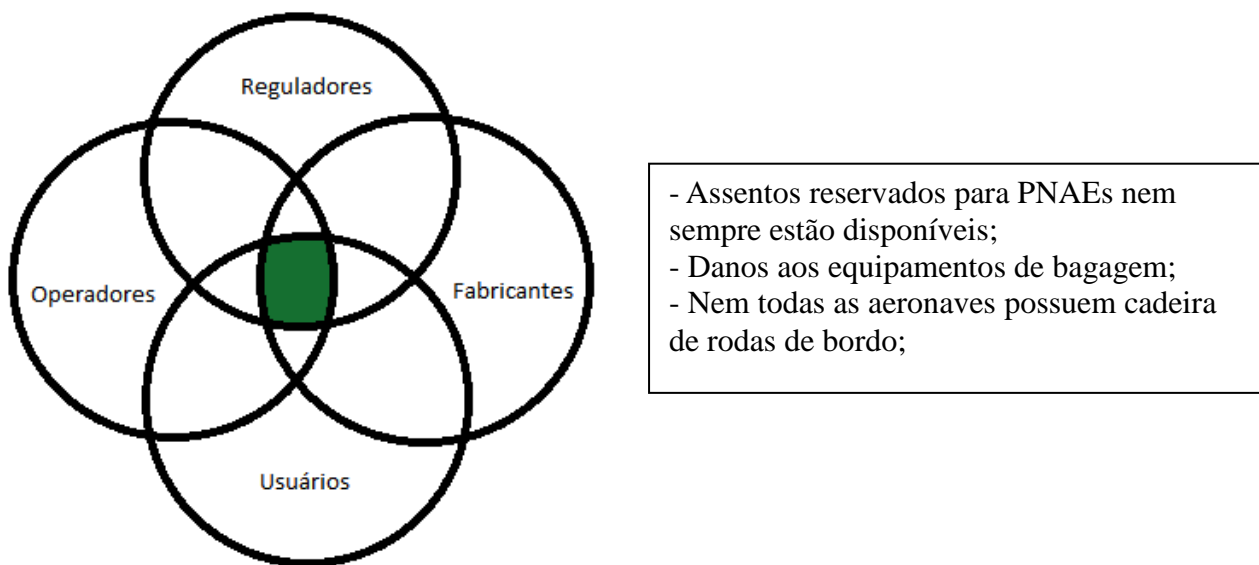 Reguladores
Operadores
Fabricantes
Usuários
- Assentos reservados para PNAEs nem
sempre estão disponíveis;
- Danos aos equipamentos de bagagem;
- Nem todas as aeronaves possuem cadeira
de rodas de bordo;